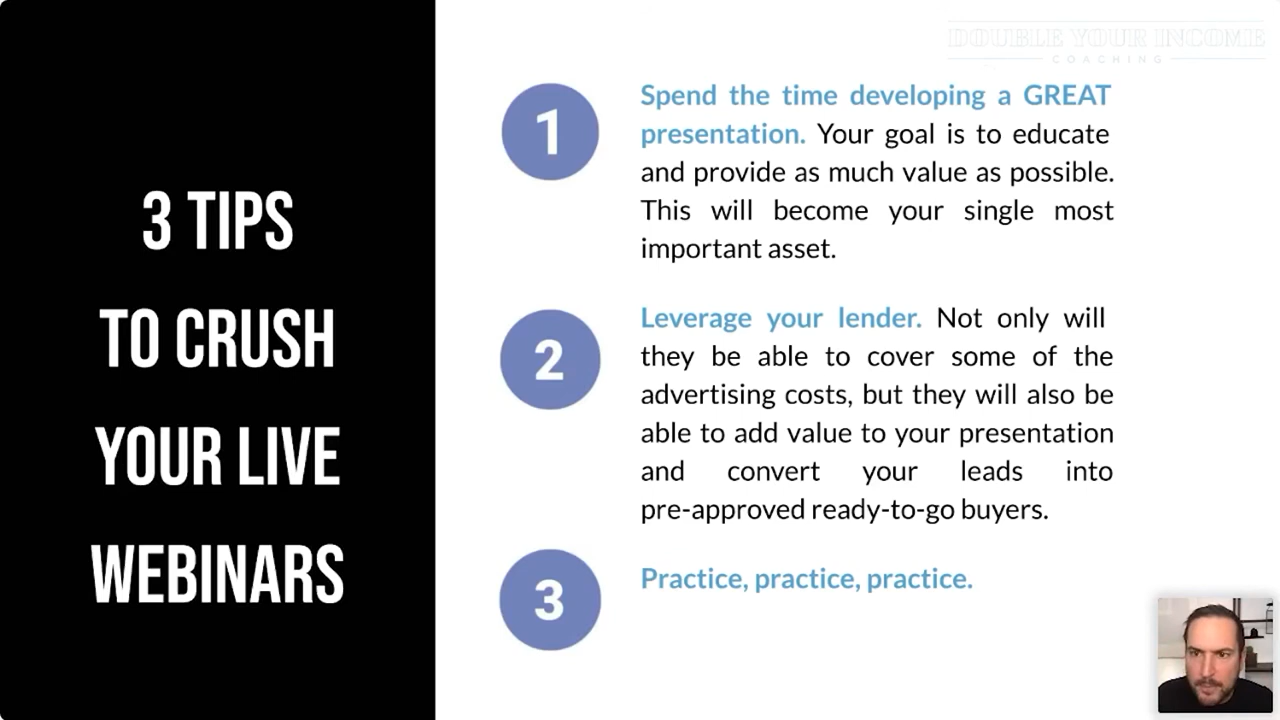 DOUBLE YOUR INCOME
COACHING
3 TIPS
TO CRUSH
YOUR LIVE
WEBINARS
1
Spend the time developing a GREAT
presentation. Your goal is to educate
and provide as much value as possible.
This will become your single most
important asset.
2
Leverage your lender. Not only will
they be able to cover some of the
advertising costs, but they will also be
able to add value to your presentation
and convert your leads into
pre-approved ready-to-go buyers.
3
Practice, practice, practice.